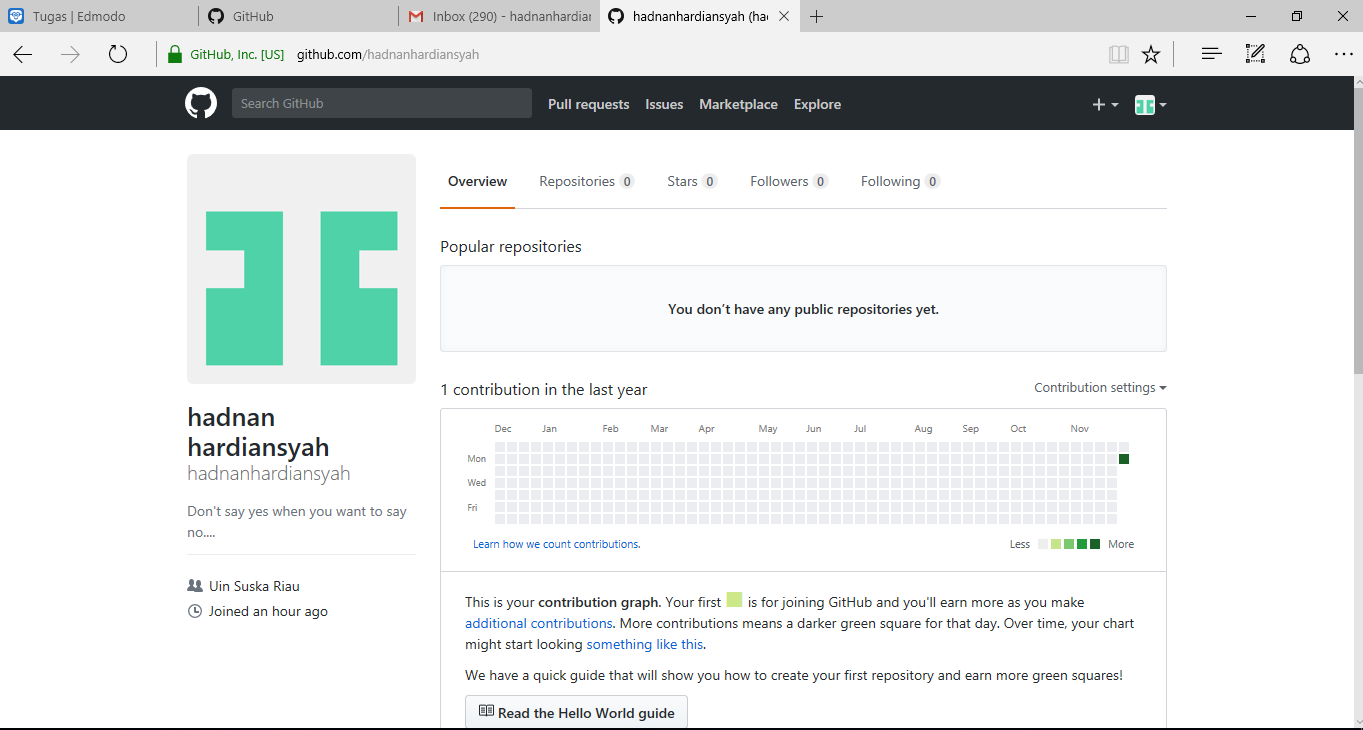 Tugas | Edmodo
GitHub
Inbox (290) - hadnanhardian
hadnanhardiansyah (had
GitHub, Inc. [US] github.com/hadnanhardiansyah
Search GitHub
Pull requests Issues Marketplace Explore
Overview Repositories 0 Stars 0 Followers 0 Following 0
Popular repositories
You don't have any public repositories yet.
1 contribution in the last year
Contribution settings
Dec Jan Feb Mar Apr May Jun Jul Aug Sep Oct Nov
Mon
Wed
Fri
Learn how we count contributions.
Less More
hadnan
hardiansyah
hadnanhardiansyah
Don't say yes when you want to say
no....
Uin Suska Riau
Joined an hour ago
This is your contribution graph. Your first is for joining GitHub and you'll earn more as you make
additional contributions. More contributions means a darker green square for that day. Over time, your chart
might start looking something like this.
We have a quick guide that will show you how to create your first repository and earn more green squares!
Read the Hello World guide